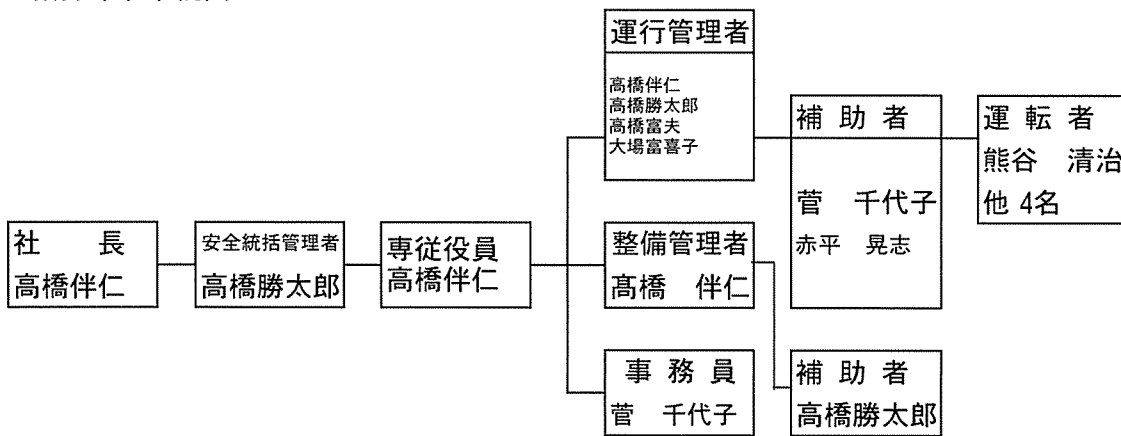 運行管理者
高橋伴仁
高橋勝太郎
高橋富夫
大場富喜子
補助者
菅　千代子
赤平　晃志
運転者
熊谷　清治
他 4名
社　長
高橋伴仁
安全統括管理者
高橋勝太郎
専従役員
高橋伴仁
整備管理者
髙橋　伴仁
事務員
菅　千代子
補助者
高橋勝太郎